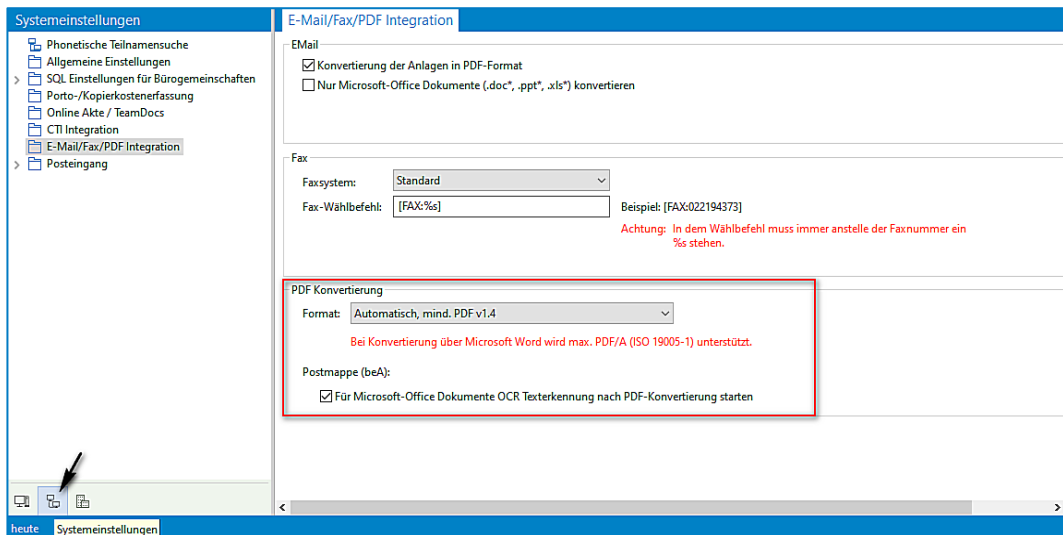 Systemeinstellungen
Phonetische Teilnamensuche
Allgemeine Einstellungen
SQL Einstellungen für Bürogemeinschaften
Porto-/Kopierkostenerfassung
Online Akte / TeamDocs
CTI Integration
E-Mail/Fax/PDF Integration
Posteingang
E-Mail/Fax/PDF Integration
EMail
Konvertierung der Anlagen in PDF-Format
Nur Microsoft-Office Dokumente (.doc*, .ppt*, .xls*) konvertieren
Fax
Faxsystem: Standard
Fax-Wählbefehl: [FAX:%s] Beispiel: [FAX:022194373]
Achtung: In dem Wählbefehl muss immer anstelle der Faxnummer ein
%s stehen.
PDF Konvertierung
Format: Automatisch, mind. PDF v1.4
Bei Konvertierung über Microsoft Word wird max. PDF/A (ISO 19005-1) unterstützt.
Postmappe (beA):
Für Microsoft-Office Dokumente OCR Texterkennung nach PDF-Konvertierung starten
heute Systemeinstellungen